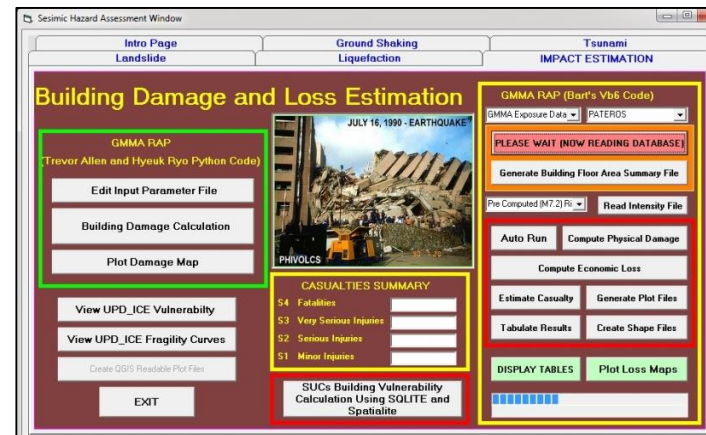 Sesimic Hazard Assessment Window
Intro Page
Ground Shaking
Tsunami
Landslide
Liquefaction
IMPACT ESTIMATION
Building Damage and Loss Estimation
GMMA RAP
(Trevor Allen and Hyeuk Ryo Python Code)
Edit Input Parameter File
Building Damage Calculation
Plot Damage Map
View UPD_ICE Vulnerabilty
View UPD_ICE Fragility Curves
Create QGIS Readable Plot Files
EXIT
JULY 16, 1990 - EARTHQUAKE
PHIVOLCS
CASUALTIES SUMMARY
S4 Fatalities
S3 Very Serious Injuries
S2 Serious Injuries
S1 Minor Injuries
SUCs Building Vulnerability
Calculation Using SQLITE and
Spatialite
GMMA RAP (Bart's Vb6 Code)
GMMA Exposure Data
PATEROS
PLEASE WAIT (NOW READING DATABASE)
Generate Building Floor Area Summary File
Pre Computed (M7.2) Ri
Read Intensity File
Auto Run
Compute Physical Damage
Compute Economic Loss
Estimate Casualty
Generate Plot Files
Tabulate Results
Create Shape Files
DISPLAY TABLES
Plot Loss Maps